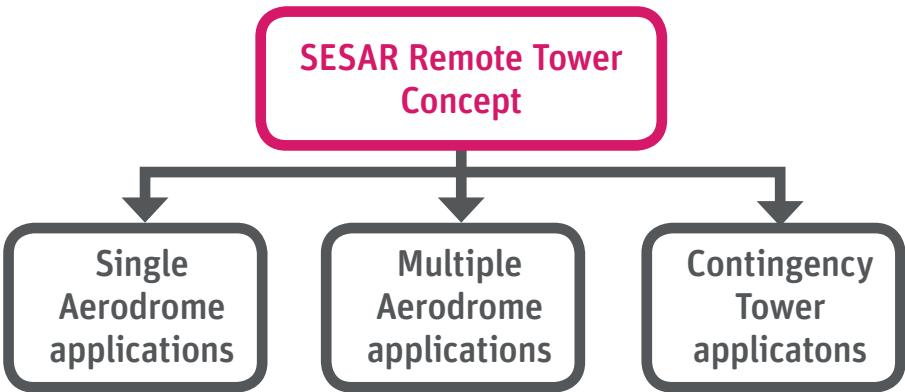 SESAR Remote Tower
Concept
Single
Aerodrome
applications
Multiple
Aerodrome
applications
Contingency
Tower
applicatons